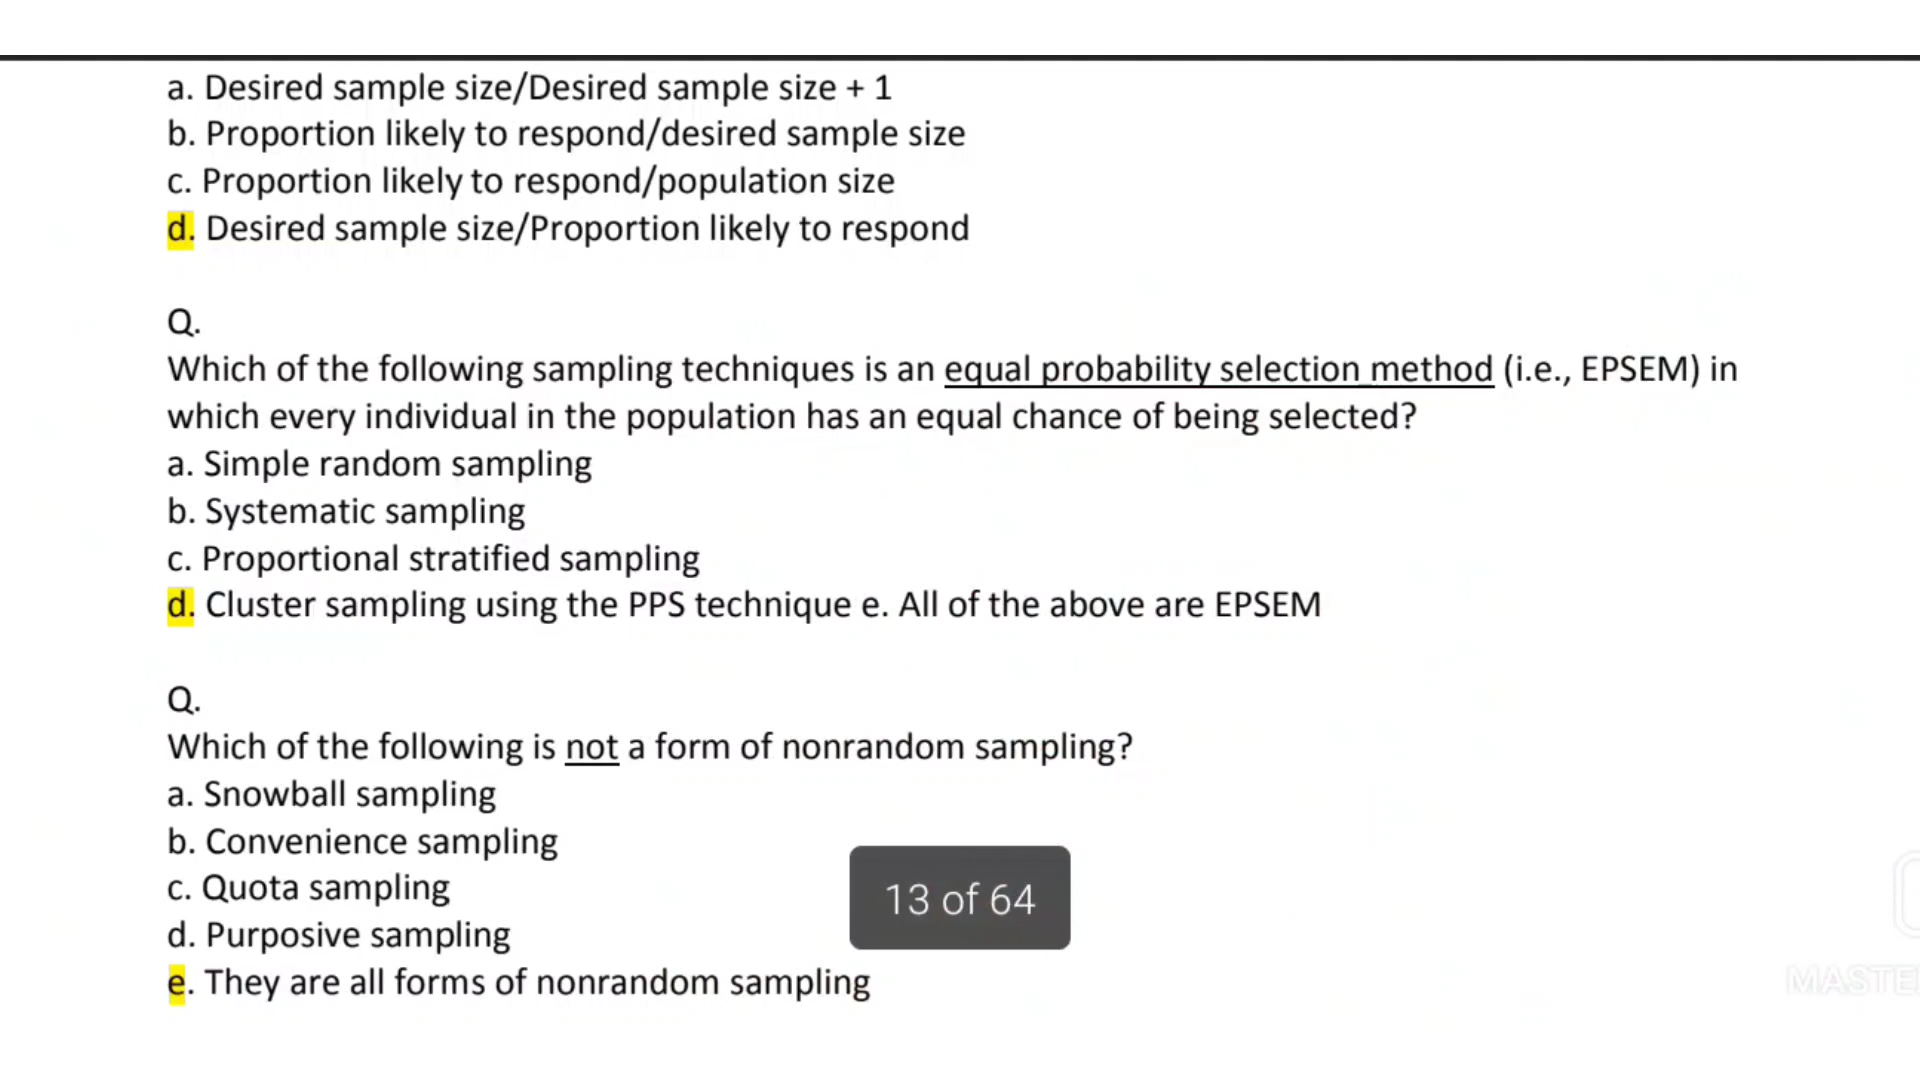 a. Desired sample size/Desired sample size + 1
b. Proportion likely to respond/desired sample size
c. Proportion likely to respond/population size
d. Desired sample size/Proportion likely to respond
Q.
Which of the following sampling techniques is an equal probability selection method (i.e., EPSEM) in
which every individual in the population has an equal chance of being selected?
a. Simple random sampling
b. Systematic sampling
c. Proportional stratified sampling
d. Cluster sampling using the PPS technique e. All of the above are EPSEM
Q.
Which of the following is not a form of nonrandom sampling?
a. Snowball sampling
b. Convenience sampling
c. Quota sampling
d. Purposive sampling
e. They are all forms of nonrandom sampling
13 of 64